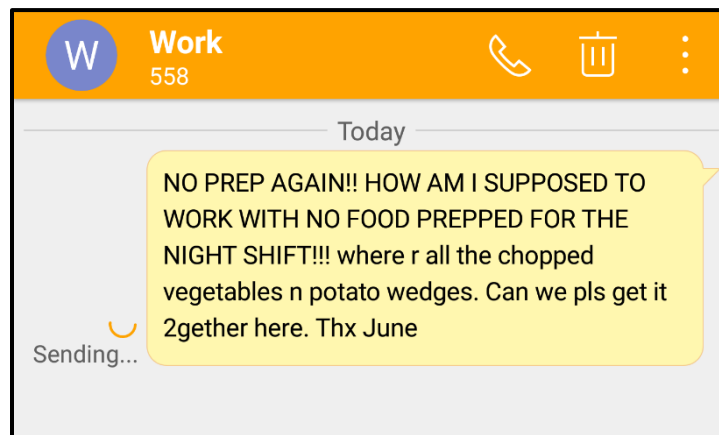 W
Work
558
Today
NO PREP AGAIN!! HOW AM I SUPPOSED TO
WORK WITH NO FOOD PREPPED FOR THE
NIGHT SHIFT!!! where r all the chopped
vegetables n potato wedges. Can we pls get it
2gether here. Thx June
Sending...